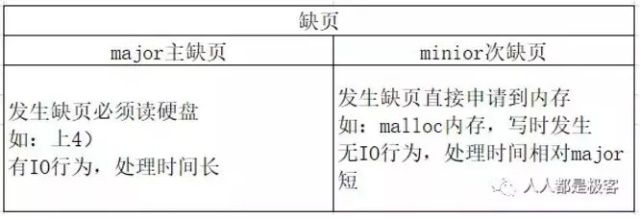 缺页
major主缺页
minior次缺页
发生缺页必须读硬盘
如：上4）
有IO行为，处理时间长
发生缺页直接申请到内存
如：malloc内存，写时发生
无IO行为，处理时间相对major
短
人人都是极客